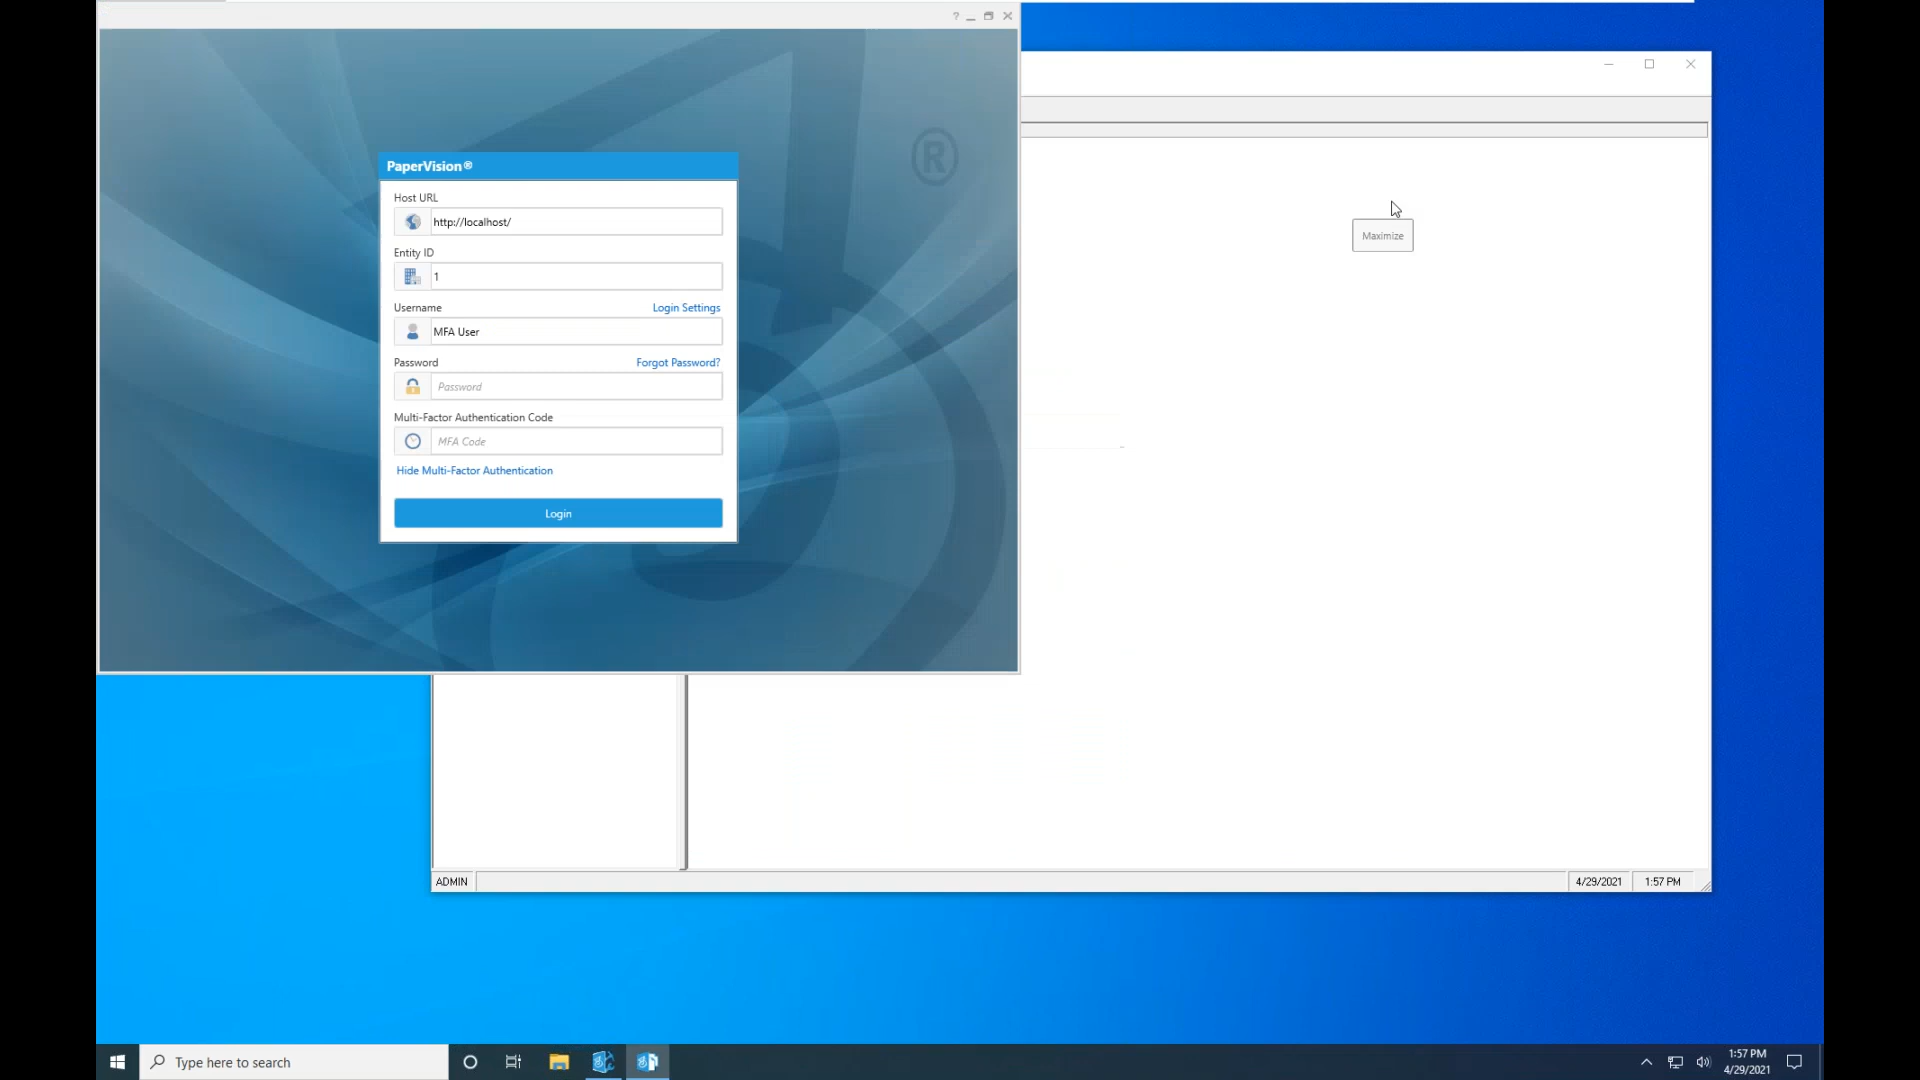 ?
PaperVision®
Host URL
http://localhost/
Entity ID
1
Username
Login Settings
MFA User
Password
Forgot Password?
Password
Multi-Factor Authentication Code
MFA Code
Hide Multi-Factor Authentication
Login
®
Maximize
ADMIN
4/29/2021
1:57 PM
Type here to search
1:57 PM
4/29/2021